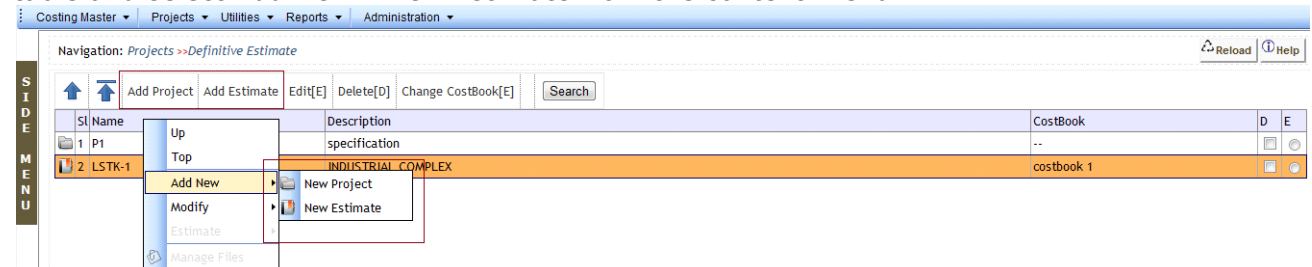 Costing Master Projects Utilities Reports Administration
Navigation: Projects >>Definitive Estimate Reload Help
SIDE MENU
Add Project Add Estimate Edit[E] Delete[D] Change CostBook[E] Search
Sl Name Description CostBook D E
1 P1 specification --
2 LSTK-1 INDUSTRIAL COMPLEX costbook 1
Up
Top
Add New
New Project
Modify
New Estimate
Estimate
Manage Files